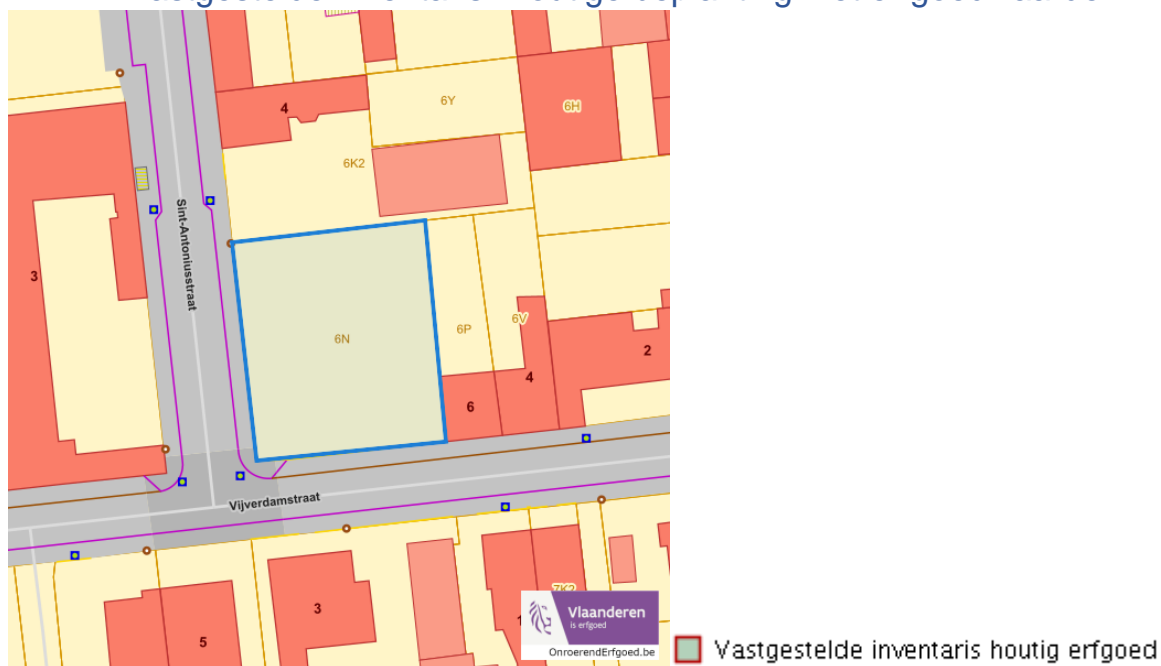 4
6Y
6H
6K2
Sint-Antoniusstraat
3
6N
6P
6V
2
4
6
Vijverdamstraat
3
5
7K2
Vlaanderen
is erfgoed
OnroerendErfgoed.be
Vastgestelde inventaris houtig erfgoed